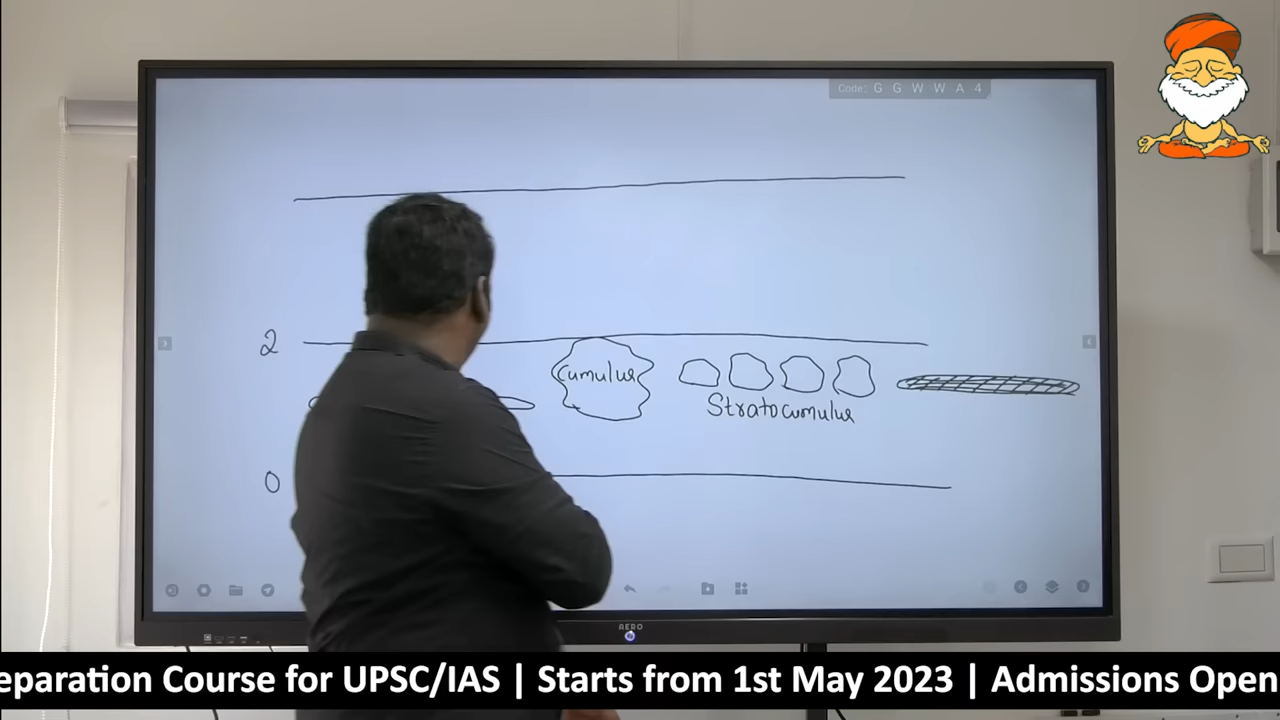 Code: G G W W A 4
2
Cumulus
Stratocumulus
0
AERO
eparation Course for UPSC/IAS | Starts from 1st May 2023 | Admissions Open